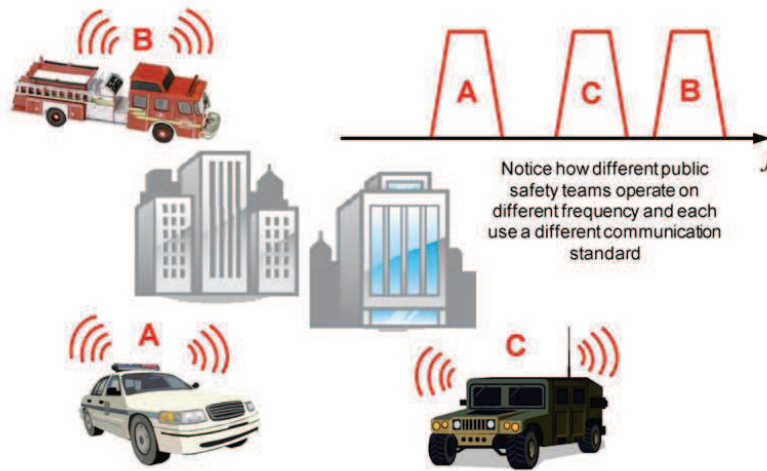 B
A
C
B
f
Notice how different public
safety teams operate on
different frequency and each
use a different communication
standard
A
C